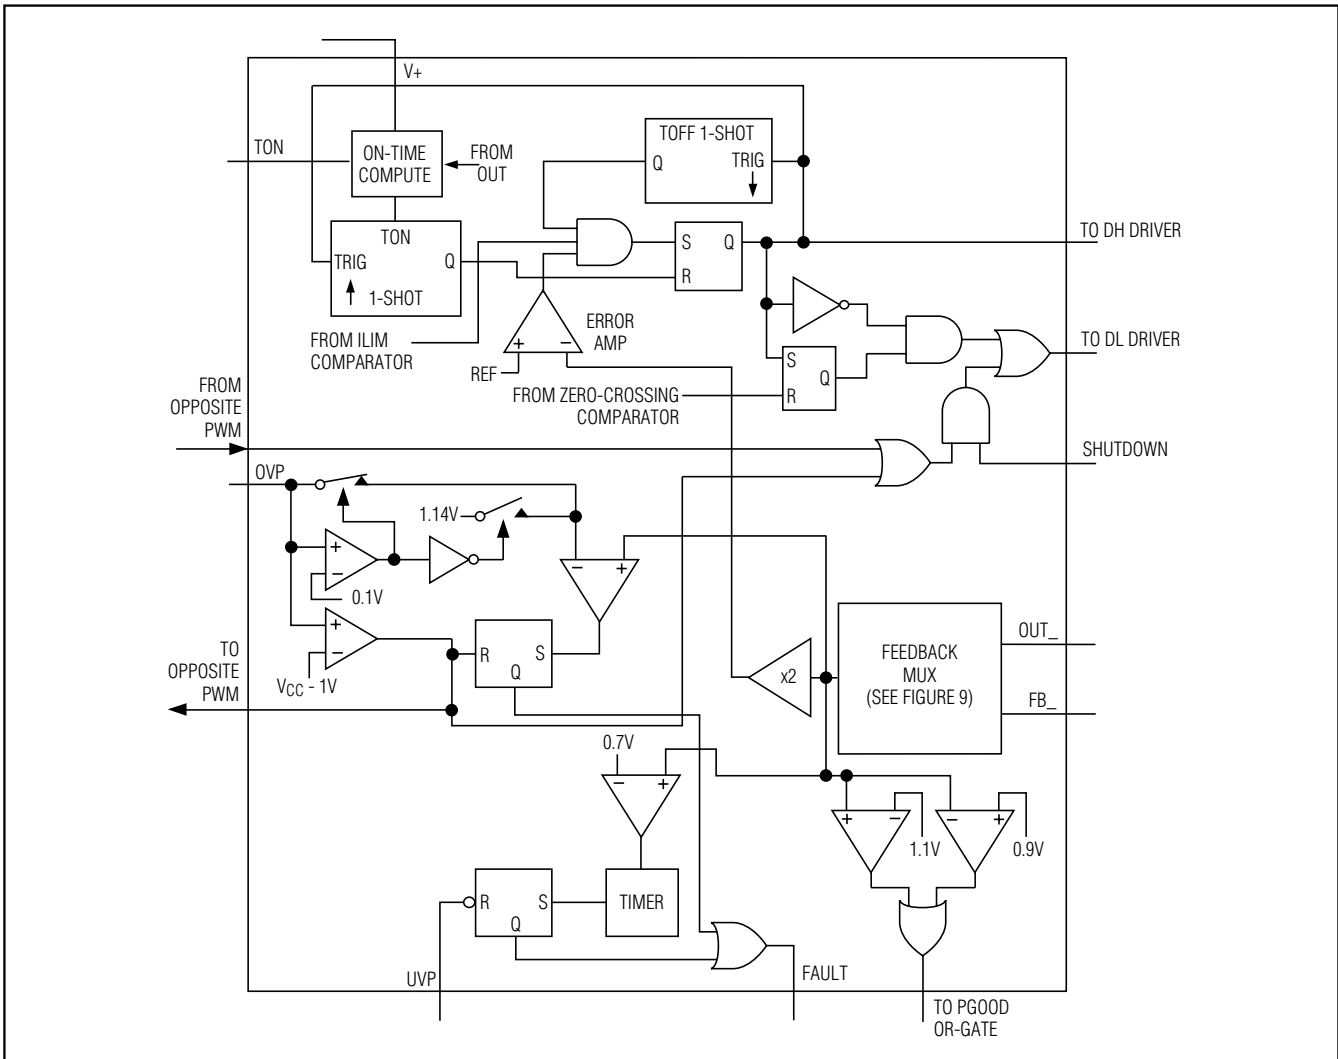 V+
TON
ON-TIME
COMPUTE
FROM
OUT
TOFF 1-SHOT
Q
TRIG
TON
TRIG
Q
1-SHOT
S
Q
R
TO DH DRIVER
FROM ILIM
COMPARATOR
ERROR
AMP
+
−
REF
TO DL DRIVER
S
Q
R
FROM ZERO-CROSSING
COMPARATOR
FROM
OPPOSITE
PWM
SHUTDOWN
OVP
1.14V
+
−
0.1V
−
+
+
−
VCC - 1V
TO
OPPOSITE
PWM
R
S
Q
x2
FEEDBACK
MUX
(SEE FIGURE 9)
OUT_
FB_
0.7V
−
+
+
−
1.1V
−
+
0.9V
R
S
Q
TIMER
UVP
FAULT
TO PGOOD
OR-GATE